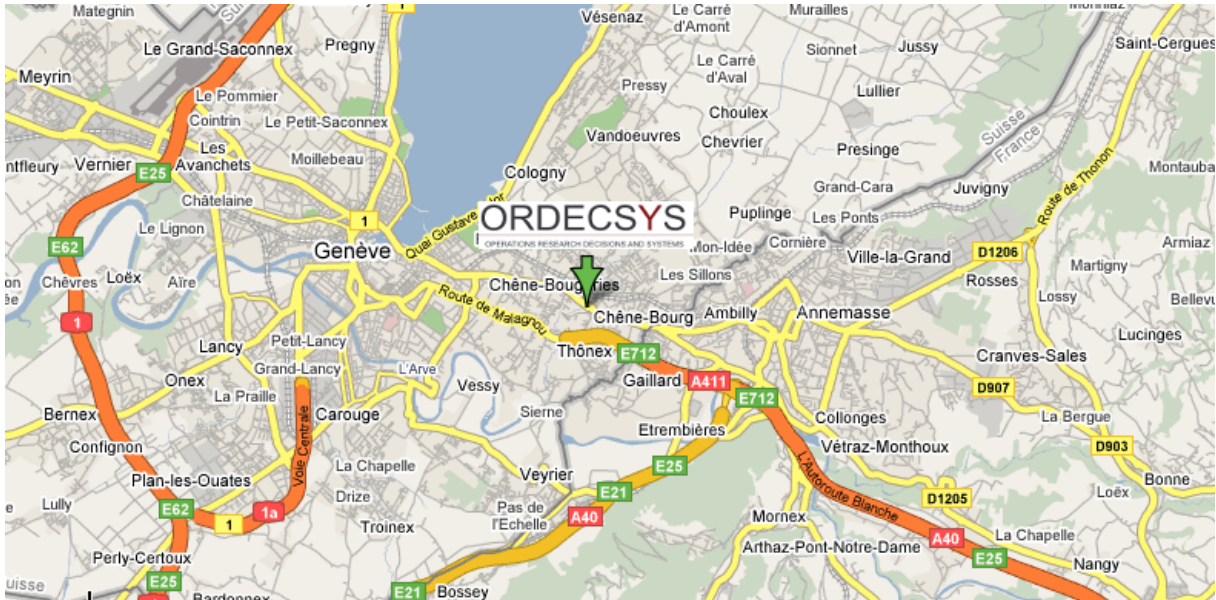 Mategnin
Pregny
1
Vésenaz
Le Carré
d'Amont
Murailles
Le Grand-Saconnex
Sionnet
Jussy
Saint-Cergues
Meyrin
Le Carré
d'Aval
Pressy
Lullier
Le Pommier
Cointrin
Le Petit-Saconnex
Choulex
Vandoeuvres
Chevrier
Suisse
France
Les
Avanchets
Moillebeau
Presinge
Vernier
E25
Cologny
Montauba
Grand-Cara
Juvigny
Route de Thonon
Châtelaine
Puplinge
Les Ponts
1
Quai Gustave
ORDECSYS
OPERATIONS RESEARCH DECISIONS AND SYSTEMS
Le Lignon
E62
Genève
Mon-Idée
Cornière
Ville-la-Grand
D1206
Armiaz
Martigny
Chêvres
Loëx
Aïre
Les Sillons
Rosses
Chêne-Bougeries
Route de Malagnou
Lossy
1
Chêne-Bourg
Ambilly
Annemasse
Lucinges
Lancy
Petit-Lancy
Thônex
E712
Cranves-Sales
Grand-Lancy
L'Arve
Onex
Vessy
Gaillard
A411
E712
D907
La Praille
Bernex
Carouge
Sierne
Collonges
La Bergue
Voie Centrale
Etrembières
Confignon
Vétraz-Monthoux
D903
La Chapelle
Veyrier
E25
L'Autoroute Blanche
Plan-les-Ouates
Bonne
Drize
E21
D1205
Loëx
Lully
E62
1
1a
Pas de
l'Echelle
A40
Troinex
Mornex
La Chapelle
A40
Arthaz-Pont-Notre-Dame
Perly-Certoux
E25
Nangy
E25
E21
Bossey